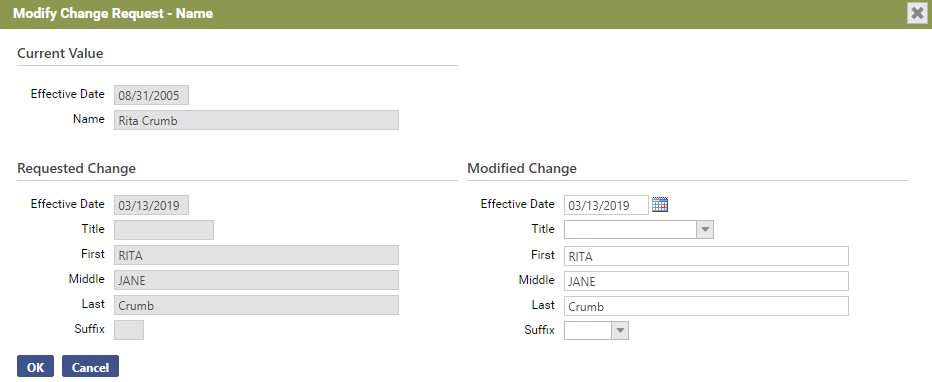 Modify Change Request - Name
Current Value
Effective Date 08/31/2005
Name Rita Crumb
Requested Change
Effective Date 03/13/2019
Title
First RITA
Middle JANE
Last Crumb
Suffix
Modified Change
Effective Date 03/13/2019
Title
First RITA
Middle JANE
Last Crumb
Suffix
OK Cancel